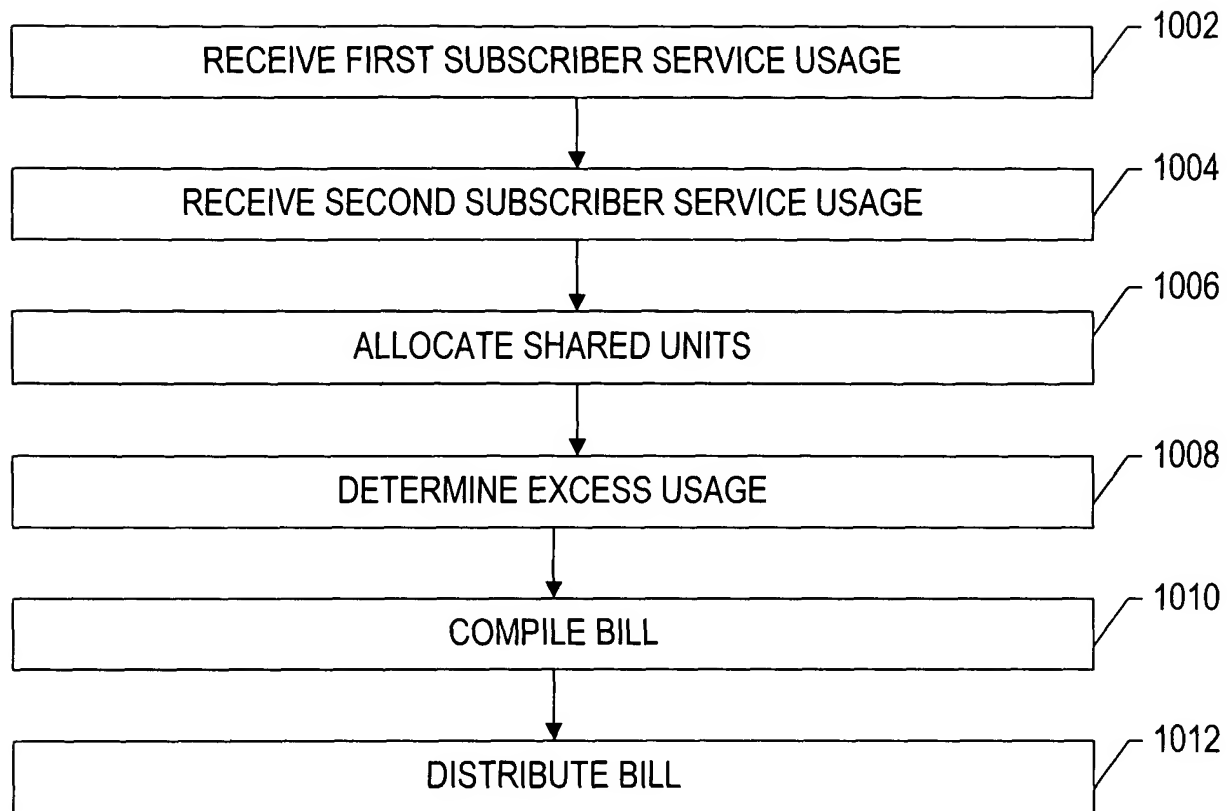 RECEIVE FIRST SUBSCRIBER SERVICE USAGE
1002
RECEIVE SECOND SUBSCRIBER SERVICE USAGE
1004
ALLOCATE SHARED UNITS
1006
DETERMINE EXCESS USAGE
1008
COMPILE BILL
1010
DISTRIBUTE BILL
1012